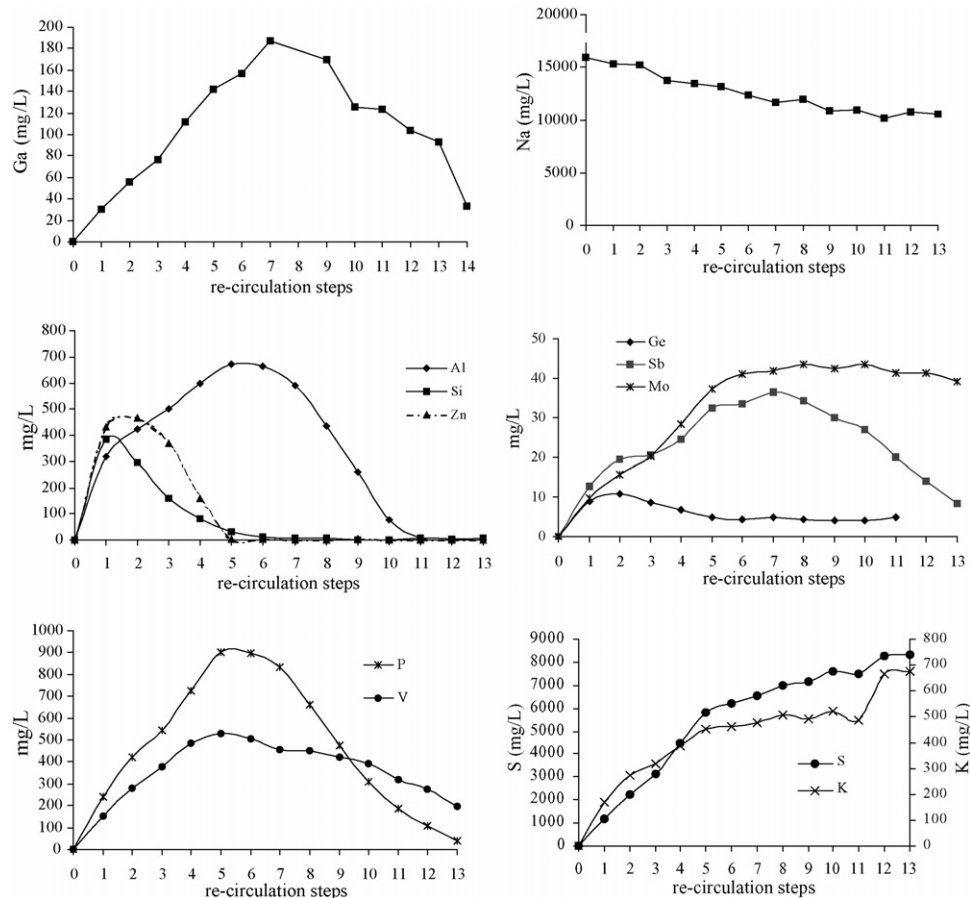 Ga (mg/L)
200
180
160
140
120
100
80
60
40
20
0
0 1 2 3 4 5 6 7 8 9 10 11 12 13 14
re-circulation steps
Na (mg/L)
20000
15000
10000
5000
0
0 1 2 3 4 5 6 7 8 9 10 11 12 13
re-circulation steps
mg/L
800
700
600
500
400
300
200
100
0
Al
Si
Zn
0 1 2 3 4 5 6 7 8 9 10 11 12 13
re-circulation steps
mg/L
50
40
30
20
10
0
Ge
Sb
Mo
0 1 2 3 4 5 6 7 8 9 10 11 12 13
re-circulation steps
mg/L
1000
900
800
700
600
500
400
300
200
100
0
P
V
0 1 2 3 4 5 6 7 8 9 10 11 12 13
re-circulation steps
S (mg/L)
9000
8000
7000
6000
5000
4000
3000
2000
1000
0
S
K
800
700
600
500
400
300
200
100
0
K (mg/L)
0 1 2 3 4 5 6 7 8 9 10 11 12 13
re-circulation steps